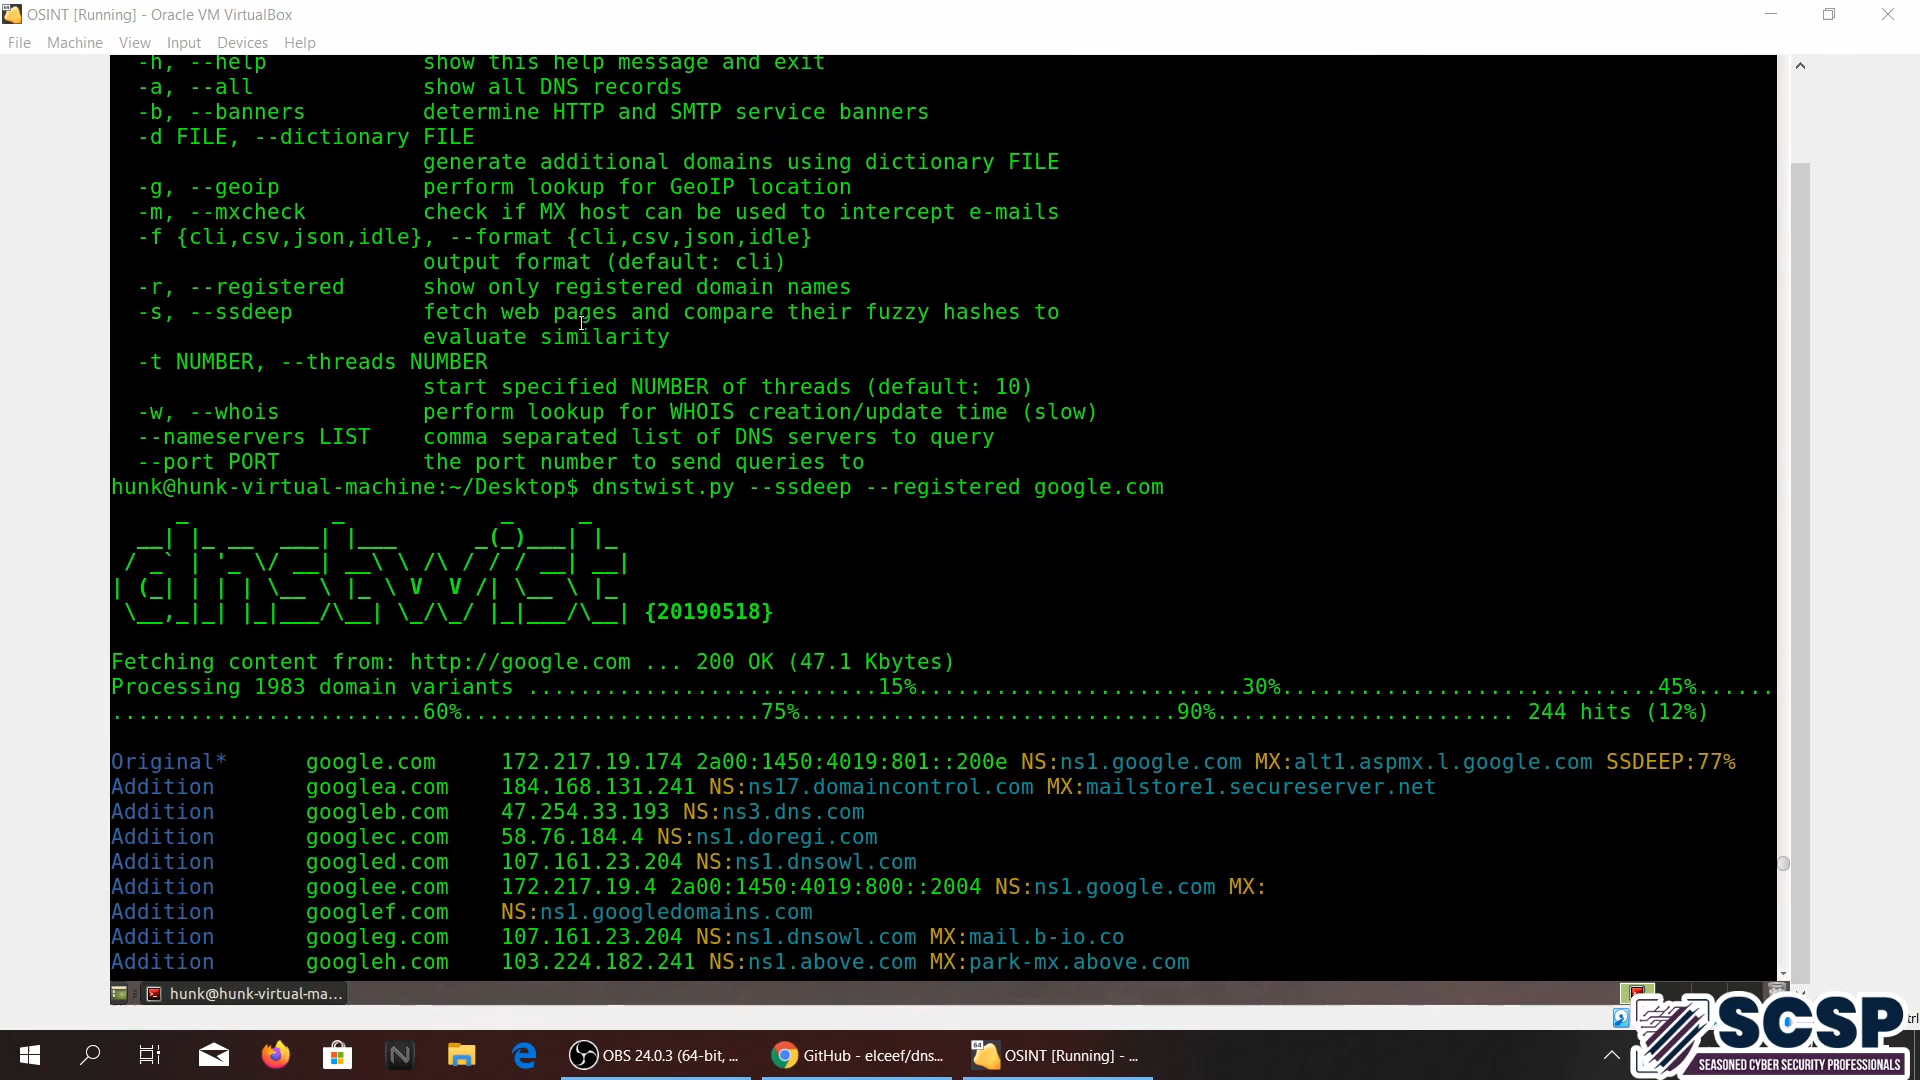 OSINT [Running] - Oracle VM VirtualBox
File Machine View Input Devices Help
-h, --help show this help message and exit
-a, --all show all DNS records
-b, --banners determine HTTP and SMTP service banners
-d FILE, --dictionary FILE
generate additional domains using dictionary FILE
-g, --geoip perform lookup for GeoIP location
-m, --mxcheck check if MX host can be used to intercept e-mails
-f {cli,csv,json,idle}, --format {cli,csv,json,idle}
output format (default: cli)
-r, --registered show only registered domain names
-s, --ssdeep fetch web pages and compare their fuzzy hashes to
evaluate similarity
-t NUMBER, --threads NUMBER
start specified NUMBER of threads (default: 10)
-w, --whois perform lookup for WHOIS creation/update time (slow)
--nameservers LIST comma separated list of DNS servers to query
--port PORT the port number to send queries to
hunk@hunk-virtual-machine:~/Desktop$ dnstwist.py --ssdeep --registered google.com
dnstwist {20190518}
Fetching content from: http://google.com ... 200 OK (47.1 Kbytes)
Processing 1983 domain variants ...........................15%.........................30%.............................45%......
........................60%.......................75%.............................90%....................... 244 hits (12%)
Original* google.com 172.217.19.174 2a00:1450:4019:801::200e NS:ns1.google.com MX:alt1.aspmx.l.google.com SSDEEP:77%
Addition googlea.com 184.168.131.241 NS:ns17.domaincontrol.com MX:mailstore1.secureserver.net
Addition googleb.com 47.254.33.193 NS:ns3.dns.com
Addition googlec.com 58.76.184.4 NS:ns1.doregi.com
Addition googled.com 107.161.23.204 NS:ns1.dnsowl.com
Addition googlee.com 172.217.19.4 2a00:1450:4019:800::2004 NS:ns1.google.com MX:
Addition googlef.com NS:ns1.googledomains.com
Addition googleg.com 107.161.23.204 NS:ns1.dnsowl.com MX:mail.b-io.co
Addition googleh.com 103.224.182.241 NS:ns1.above.com MX:park-mx.above.com
hunk@hunk-virtual-ma...
SCSP
SEASONED CYBER SECURITY PROFESSIONALS
OBS 24.0.3 (64-bit, ... GitHub - elceef/dns... OSINT [Running] - ...